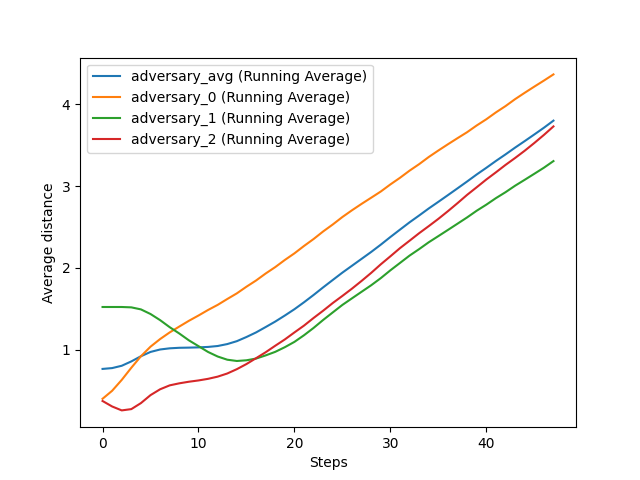 adversary_avg (Running Average)
adversary_0 (Running Average)
adversary_1 (Running Average)
adversary_2 (Running Average)
4
3
2
1
Average distance
0 10 20 30 40
Steps